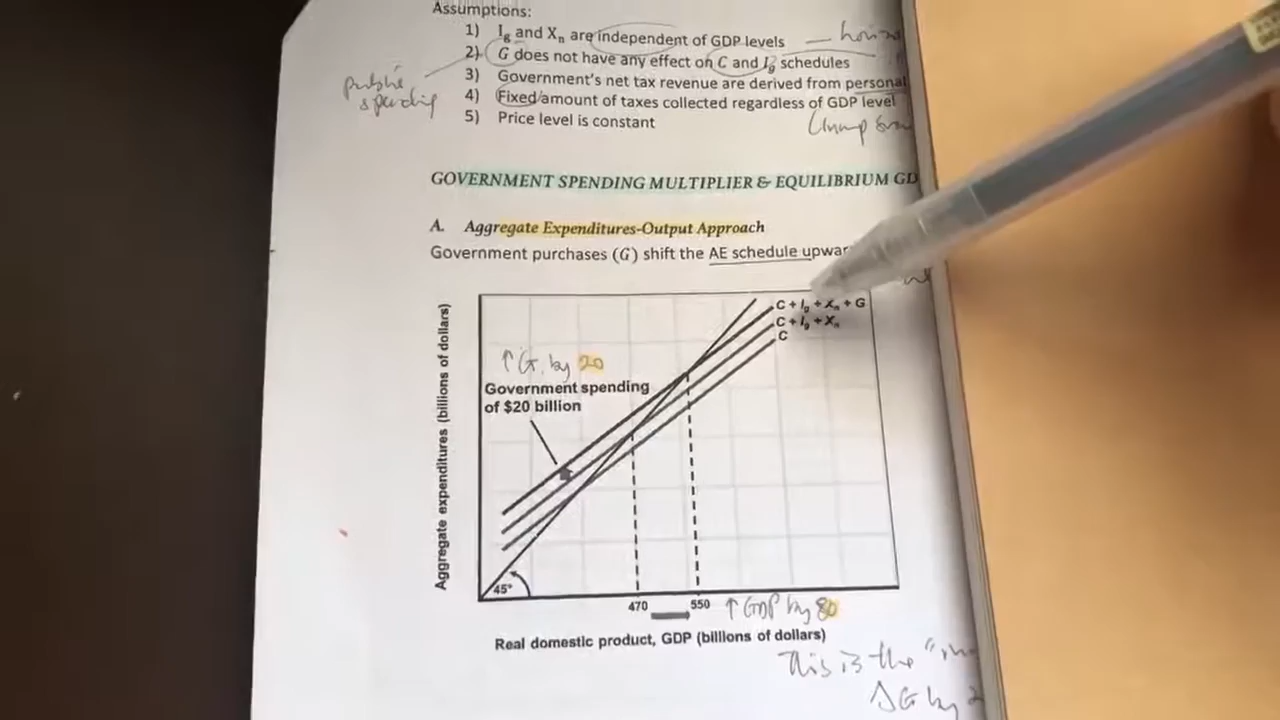 Assumptions:
1) Ig and Xn are independent of GDP levels
2) G does not have any effect on C and Ig schedules
public
spending
3) Government's net tax revenue are derived from personal
4) Fixed amount of taxes collected regardless of GDP level
5) Price level is constant
GOVERNMENT SPENDING MULTIPLIER & EQUILIBRIUM GD
A. Aggregate Expenditures-Output Approach
Government purchases (G) shift the AE schedule upwar
C + Ig + Xn + G
C + Ig + Xn
C
↑G by 20
Government spending
of $20 billion
Aggregate expenditures (billions of dollars)
45°
470 550 ↑GDP by 80
Real domestic product, GDP (billions of dollars)
This is the
ΔG by